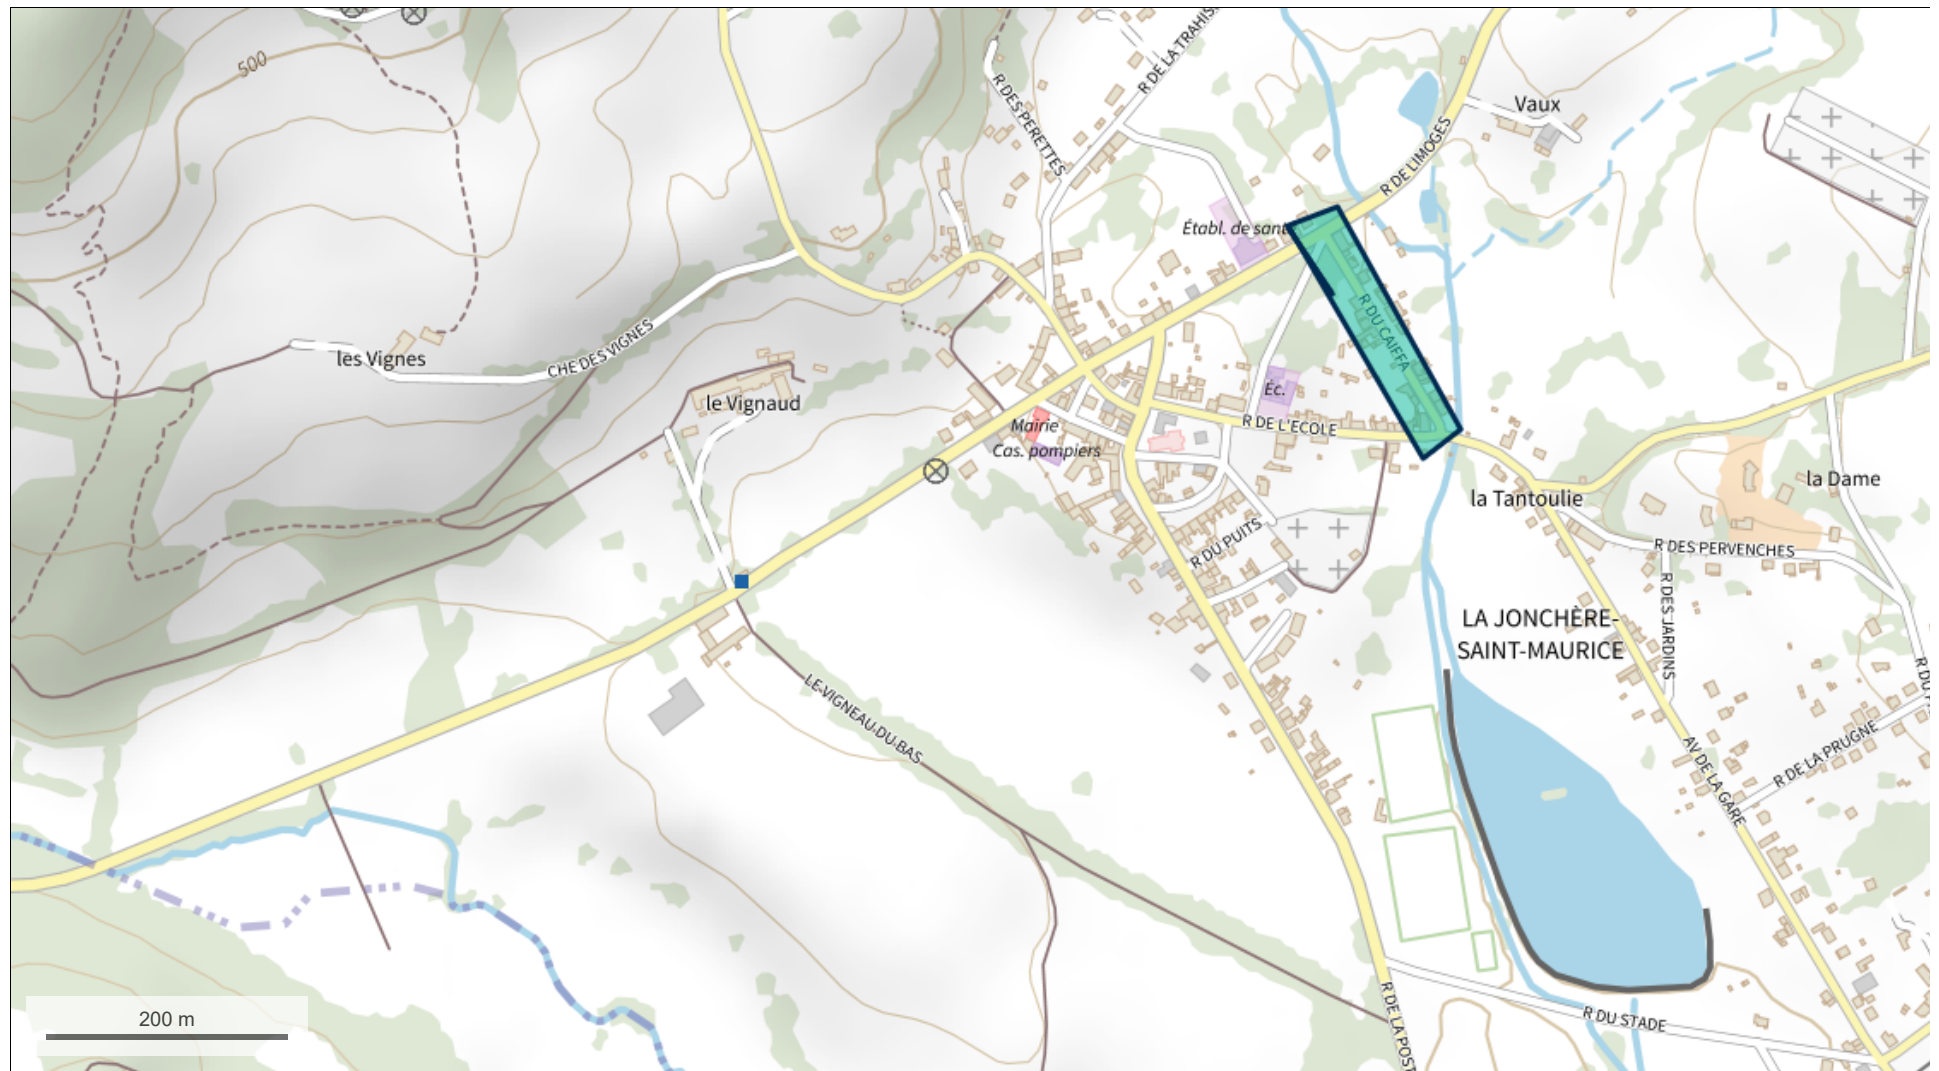 500
R DES PERETTES
R DE LA TRAHIS
Vaux
R DE LIMOGES
Établ. de sant
R DU CAIFFA
les Vignes
CHE DES VIGNES
le Vignaud
Éc.
Mairie
R DE L'ECOLE
Cas. pompiers
la Dame
la Tantoulie
R DU PUITS
R DES PERVENCHES
R DES JARDINS
LA JONCHÈRE-
SAINT-MAURICE
LE VIGNEAU DU BAS
R DU
AV DE LA GARE
R DE LA PRUGNE
200 m
R DE LA POST
R DU STADE